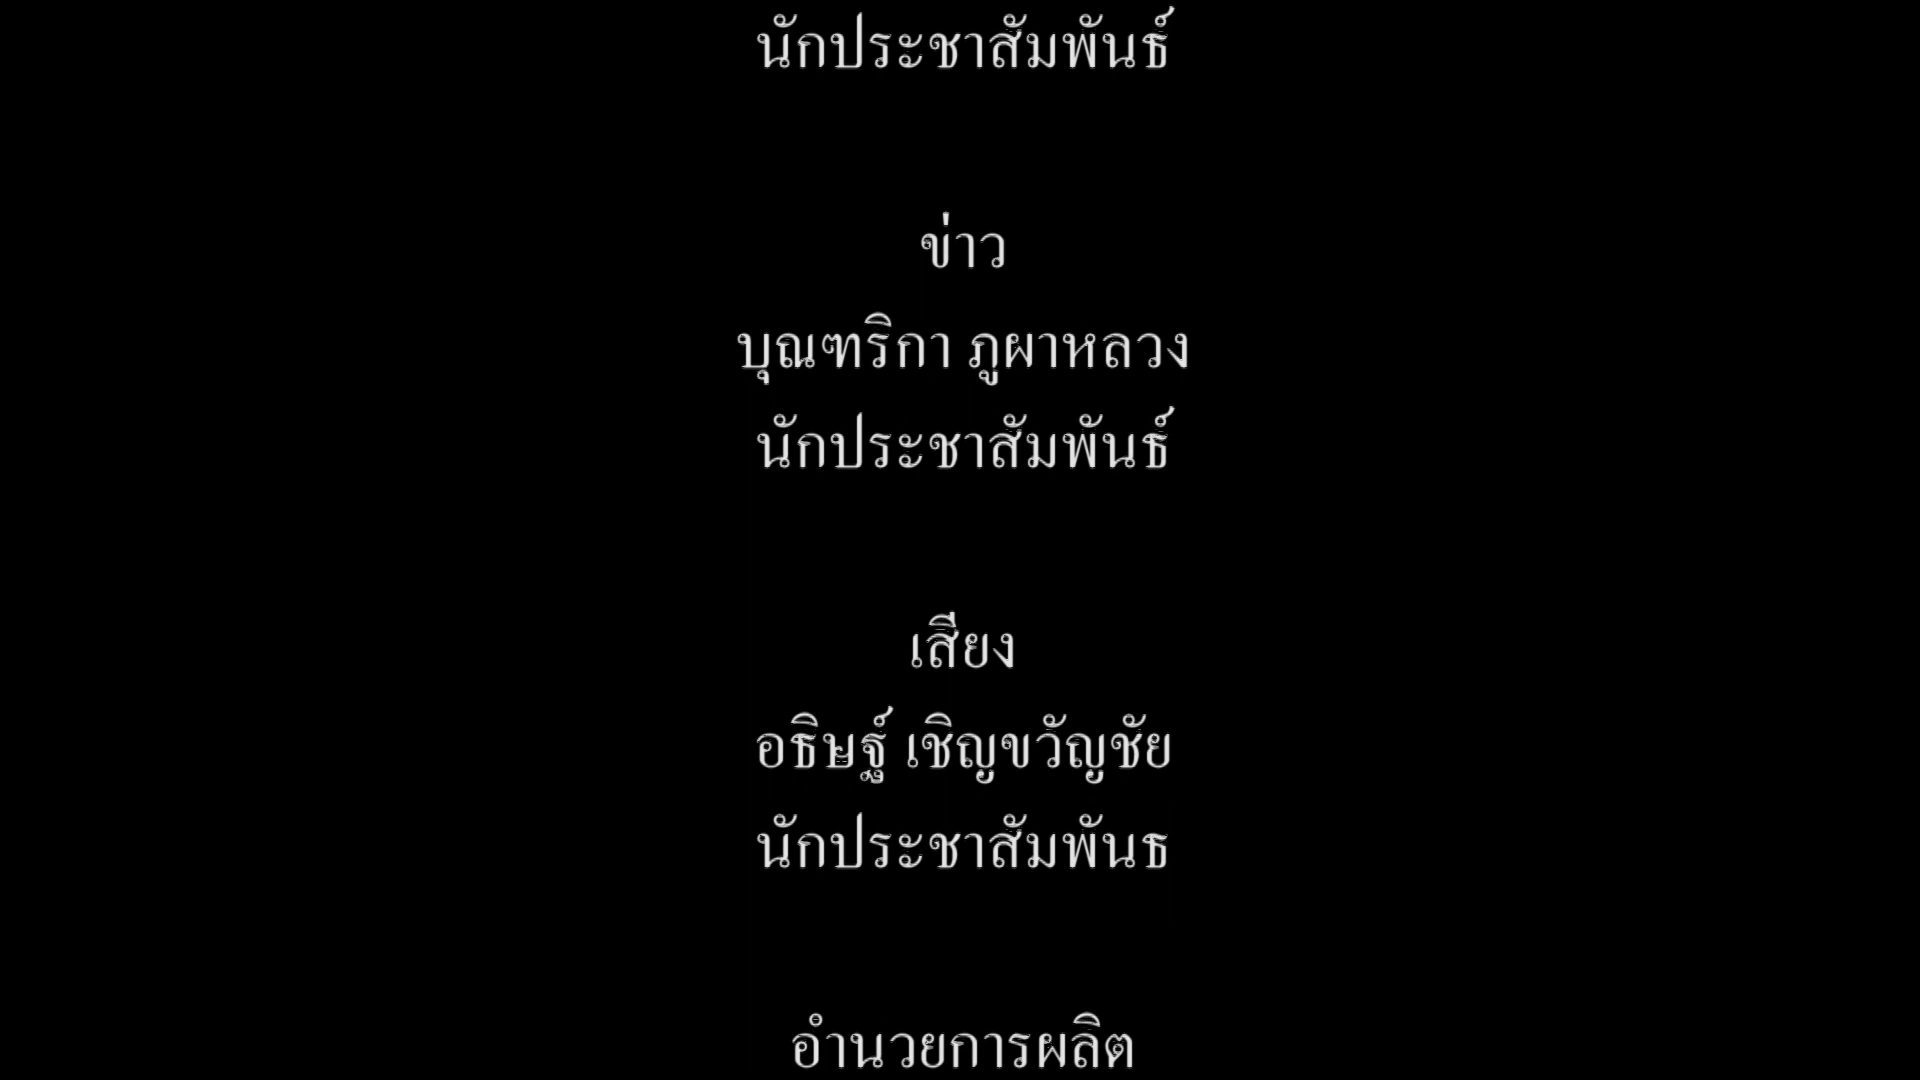 นักประชาสัมพันธ์
ข่าว
บุณฑริกา ภูผาหลวง
นักประชาสัมพันธ์
เสียง
อธิษฐ์ เชิญขวัญชัย
นักประชาสัมพันธ
อำนวยการผลิต